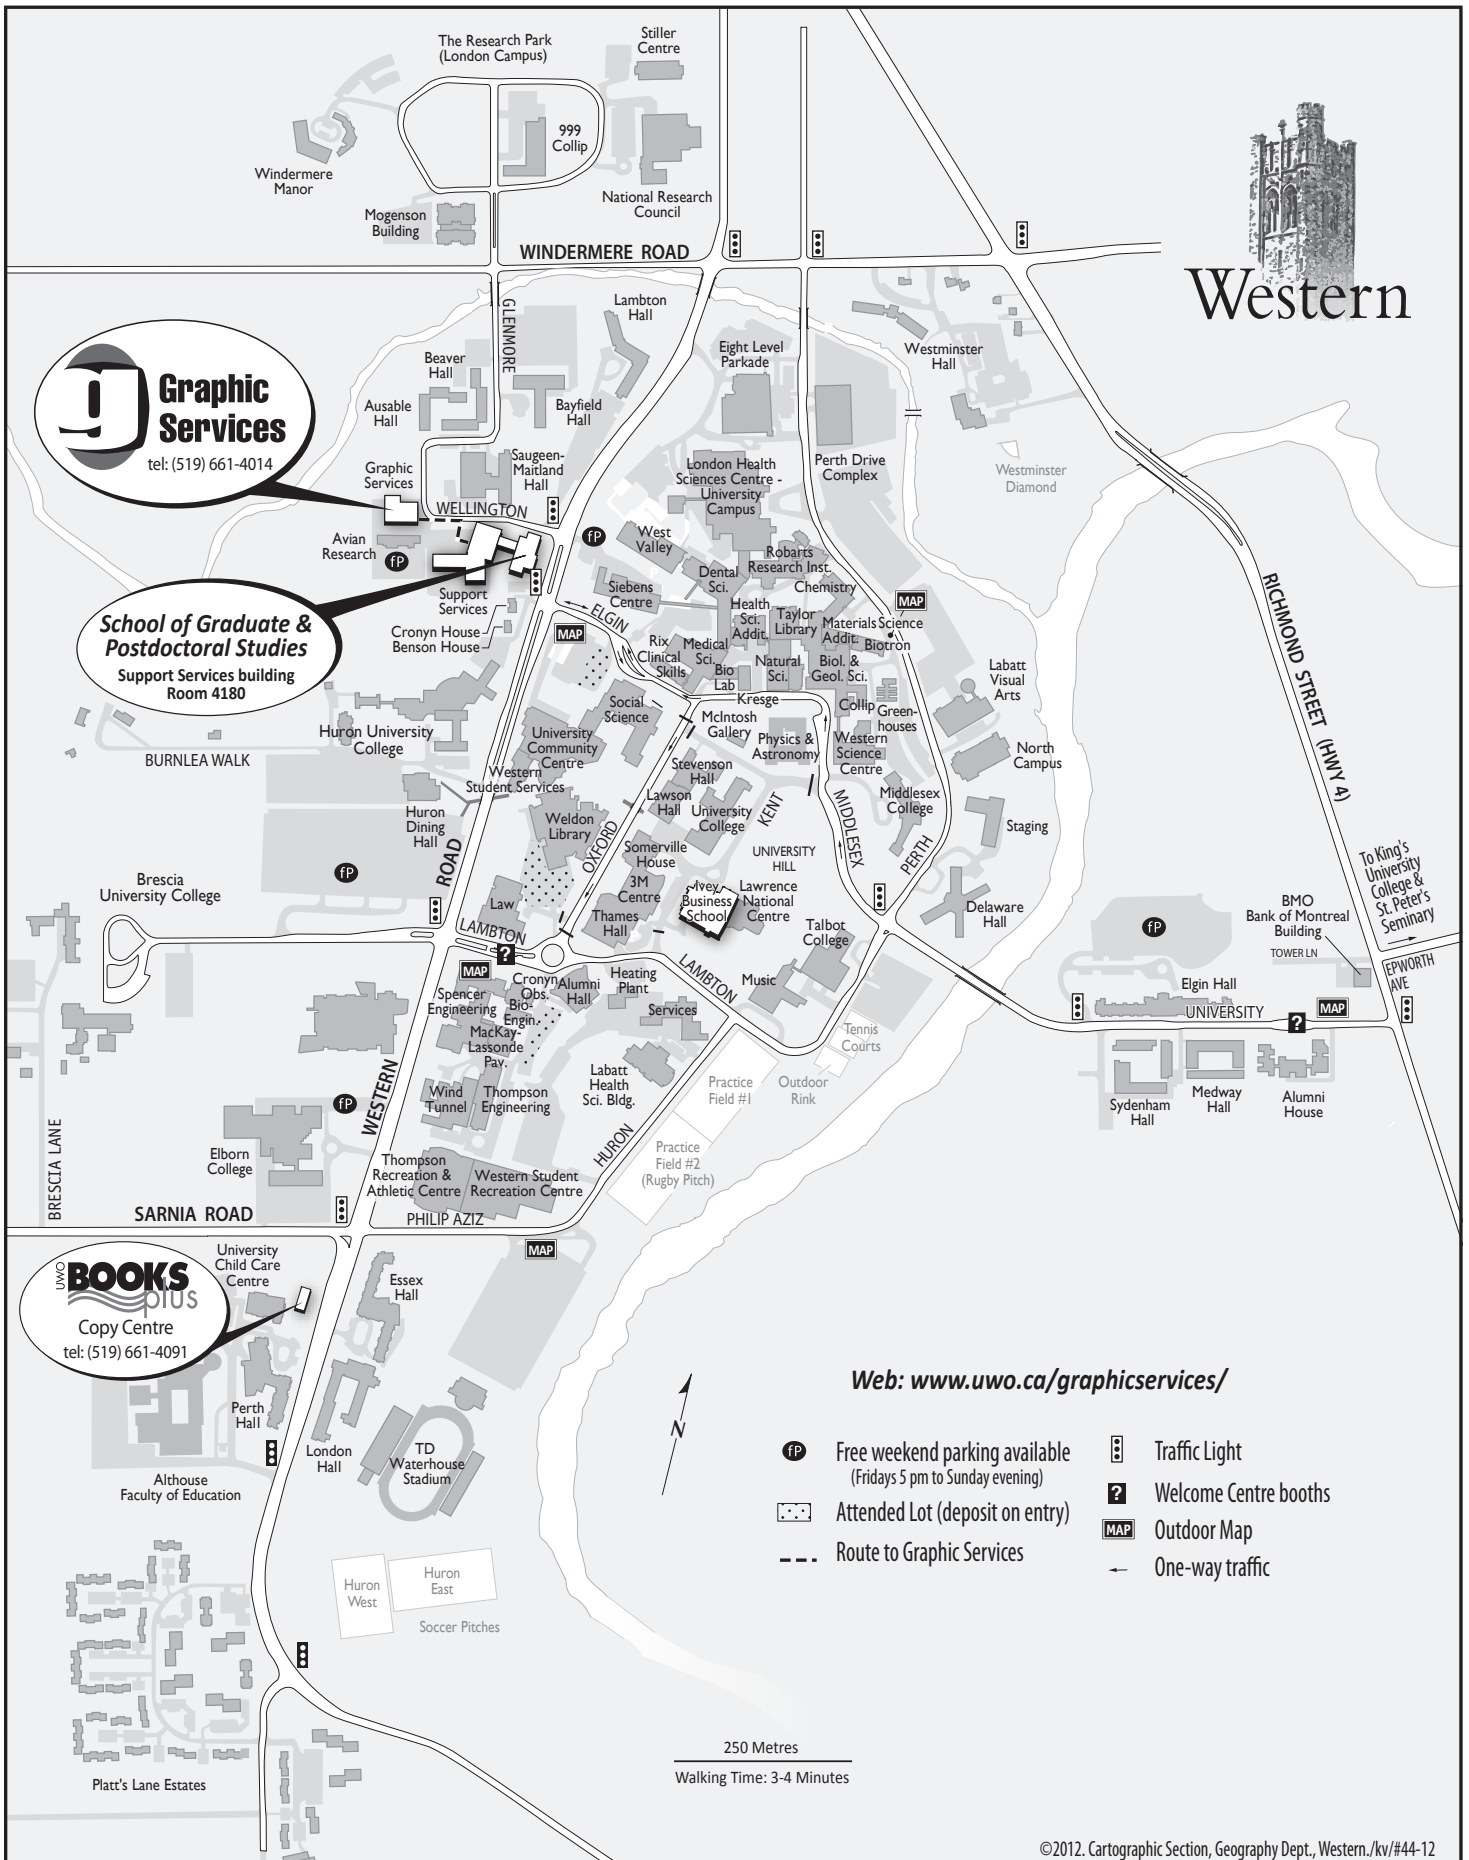 The Research Park
(London Campus)
Stiller
Centre
999
Collip
Windermere
Manor
National Research
Council
Mogenson
Building
WINDERMERE ROAD
Western
GLENMORE
Lambton
Hall
Eight Level
Parkade
Westminster
Hall
Beaver
Hall
Ausable
Hall
Bayfield
Hall
g
Graphic
Services
tel: (519) 661-4014
Graphic
Services
Saugeen-
Maitland
Hall
London Health
Sciences Centre -
University
Campus
Perth Drive
Complex
Westminster
Diamond
WELLINGTON
Avian
Research
fP
fP
West
Valley
Robarts
Research Inst.
Dental
Sci.
Siebens
Centre
Chemistry
MAP
RICHMOND STREET (HWY 4)
Support
Services
Cronyn House
Benson House
School of Graduate &
Postdoctoral Studies
Support Services building
Room 4180
ELGIN
MAP
Health
Sci.
Addit.
Taylor
Library
Materials Science
Addit.
Biotron
Rix
Clinical
Skills
Medical
Sci.
Bio
Lab
Natural
Sci.
Biol. &
Geol. Sci.
Labatt
Visual
Arts
Kresge
Collip
Green-
houses
Social
Science
McIntosh
Gallery
Physics &
Astronomy
Western
Science
Centre
North
Campus
Huron University
College
BURNLEA WALK
University
Community
Centre
Western
Student Services
Stevenson
Hall
Lawson
Hall
University
College
KENT
MIDDLESEX
Middlesex
College
Staging
Huron
Dining
Hall
Weldon
Library
OXFORD
Somerville
House
UNIVERSITY
HILL
PERTH
fP
ROAD
3M
Centre
Ivey
Business
School
Lawrence
National
Centre
Brescia
University College
Law
Thames
Hall
Talbot
College
Delaware
Hall
fP
To King's
University
College &
St. Peter's
Seminary
BMO
Bank of Montreal
Building
TOWER LN
EPWORTH
AVE
LAMBTON
?
MAP
LAMBTON
Cronyn
Obs.
Alumni
Hall
Heating
Plant
Services
Music
Elgin Hall
UNIVERSITY
MAP
?
Spencer
Engineering
Bio-
Engin.
MacKay-
Lassonde
Pav.
Tennis
Courts
Labatt
Health
Sci. Bldg.
Practice
Field #1
Outdoor
Rink
Sydenham
Hall
Medway
Hall
Alumni
House
fP
WESTERN
Wind
Tunnel
Thompson
Engineering
HURON
Practice
Field #2
(Rugby Pitch)
BRESCIA LANE
Elborn
College
Thompson
Recreation &
Athletic Centre
Western Student
Recreation Centre
SARNIA ROAD
PHILIP AZIZ
MAP
University
Child Care
Centre
UWO
BOOKS
plus
Copy Centre
tel: (519) 661-4091
Essex
Hall
Perth
Hall
London
Hall
TD
Waterhouse
Stadium
Althouse
Faculty of Education
N
Web: www.uwo.ca/graphicservices/
fP Free weekend parking available
(Fridays 5 pm to Sunday evening)
Attended Lot (deposit on entry)
Route to Graphic Services
Traffic Light
? Welcome Centre booths
MAP Outdoor Map
One-way traffic
Huron
West
Huron
East
Soccer Pitches
Platt's Lane Estates
250 Metres
Walking Time: 3-4 Minutes
©2012. Cartographic Section, Geography Dept., Western./kv/#44-12